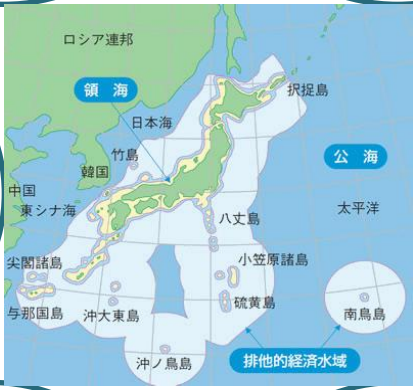 ロシア連邦
領海
択捉島
日本海
竹島
公海
韓国
中国
東シナ海
太平洋
八丈島
尖閣諸島
小笠原諸島
硫黄島
与那国島
沖大東島
南鳥島
沖ノ鳥島
排他的経済水域